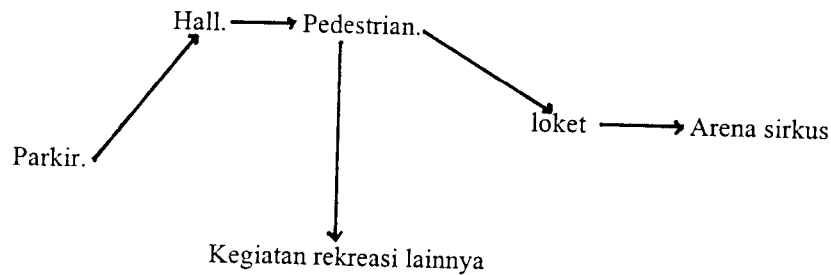 Hall. Pedestrian.
loket
Arena sirkus
Parkir.
Kegiatan rekreasi lainnya